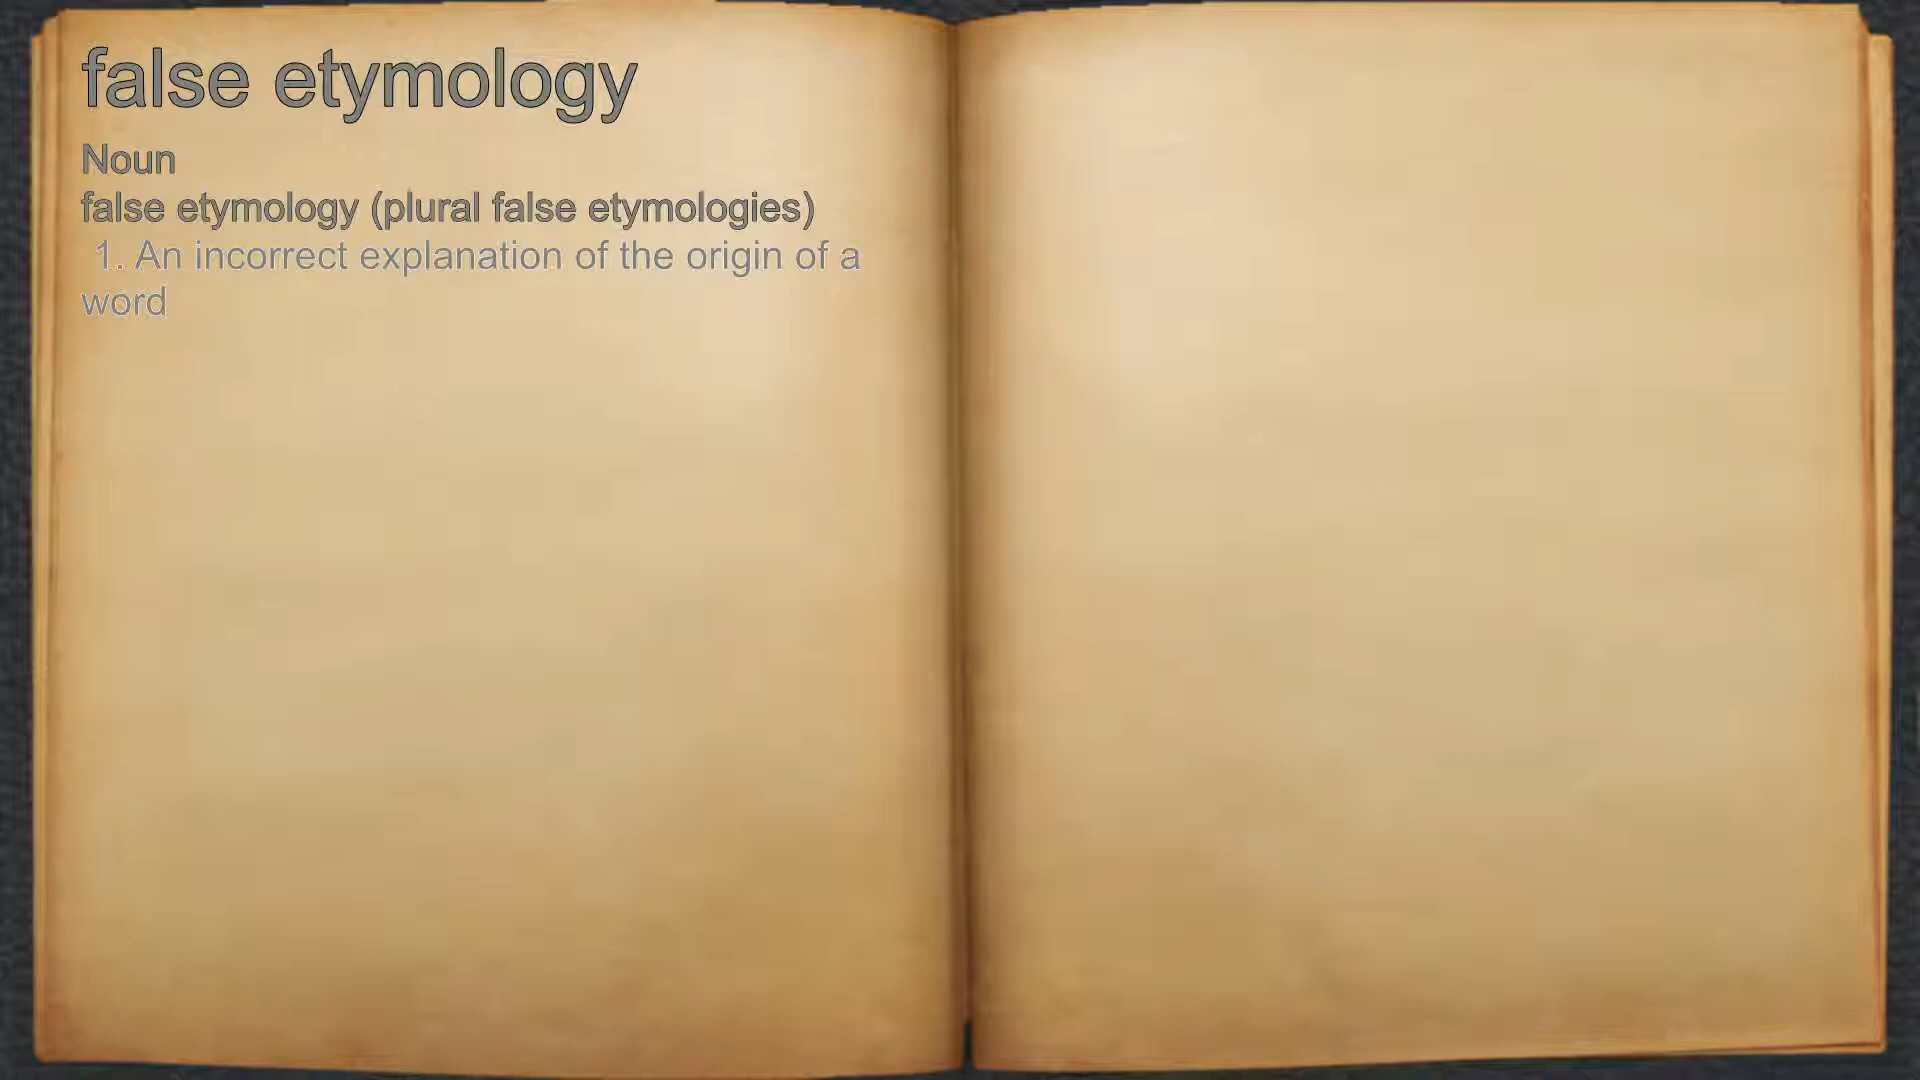 false etymology
Noun
false etymology (plural false etymologies)
1. An incorrect explanation of the origin of a
word